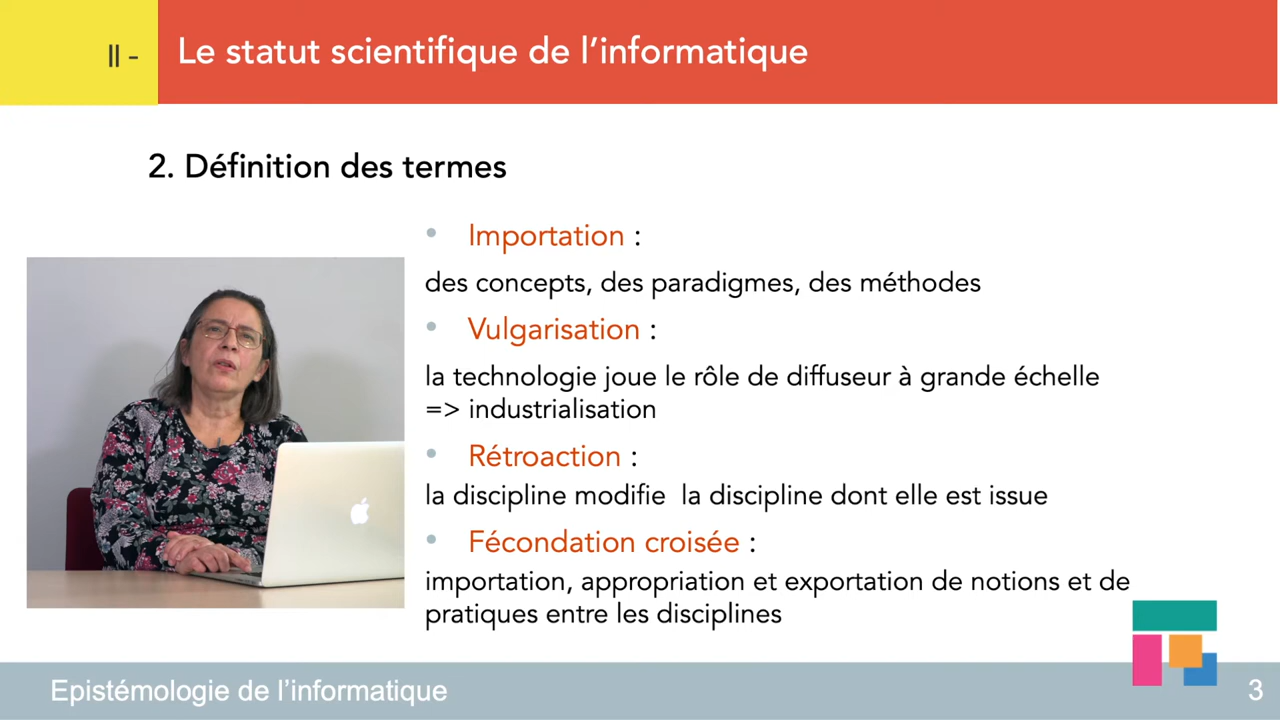 II -
Le statut scientifique de l’informatique
2. Définition des termes
• Importation :
des concepts, des paradigmes, des méthodes
• Vulgarisation :
la technologie joue le rôle de diffuseur à grande échelle
=> industrialisation
• Rétroaction :
la discipline modifie  la discipline dont elle est issue
• Fécondation croisée :
importation, appropriation et exportation de notions et de
pratiques entre les disciplines
Epistémologie de l’informatique
3